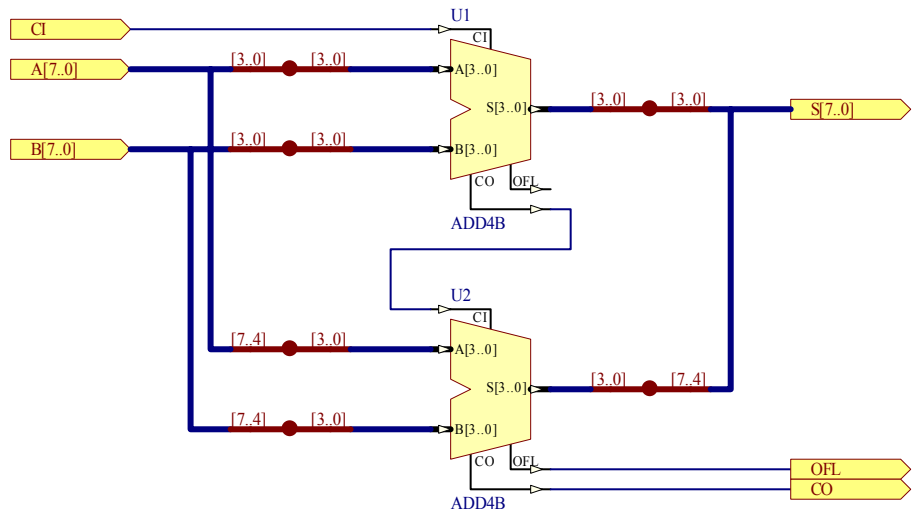 U1
CI
CI
A[7..0]
[3..0] [3..0]
A[3..0]
S[3..0]
[3..0] [3..0]
S[7..0]
B[7..0]
[3..0] [3..0]
B[3..0]
CO
OFL
ADD4B
U2
CI
[7..4] [3..0]
A[3..0]
S[3..0]
[3..0] [7..4]
[7..4] [3..0]
B[3..0]
CO
OFL
OFL
CO
ADD4B